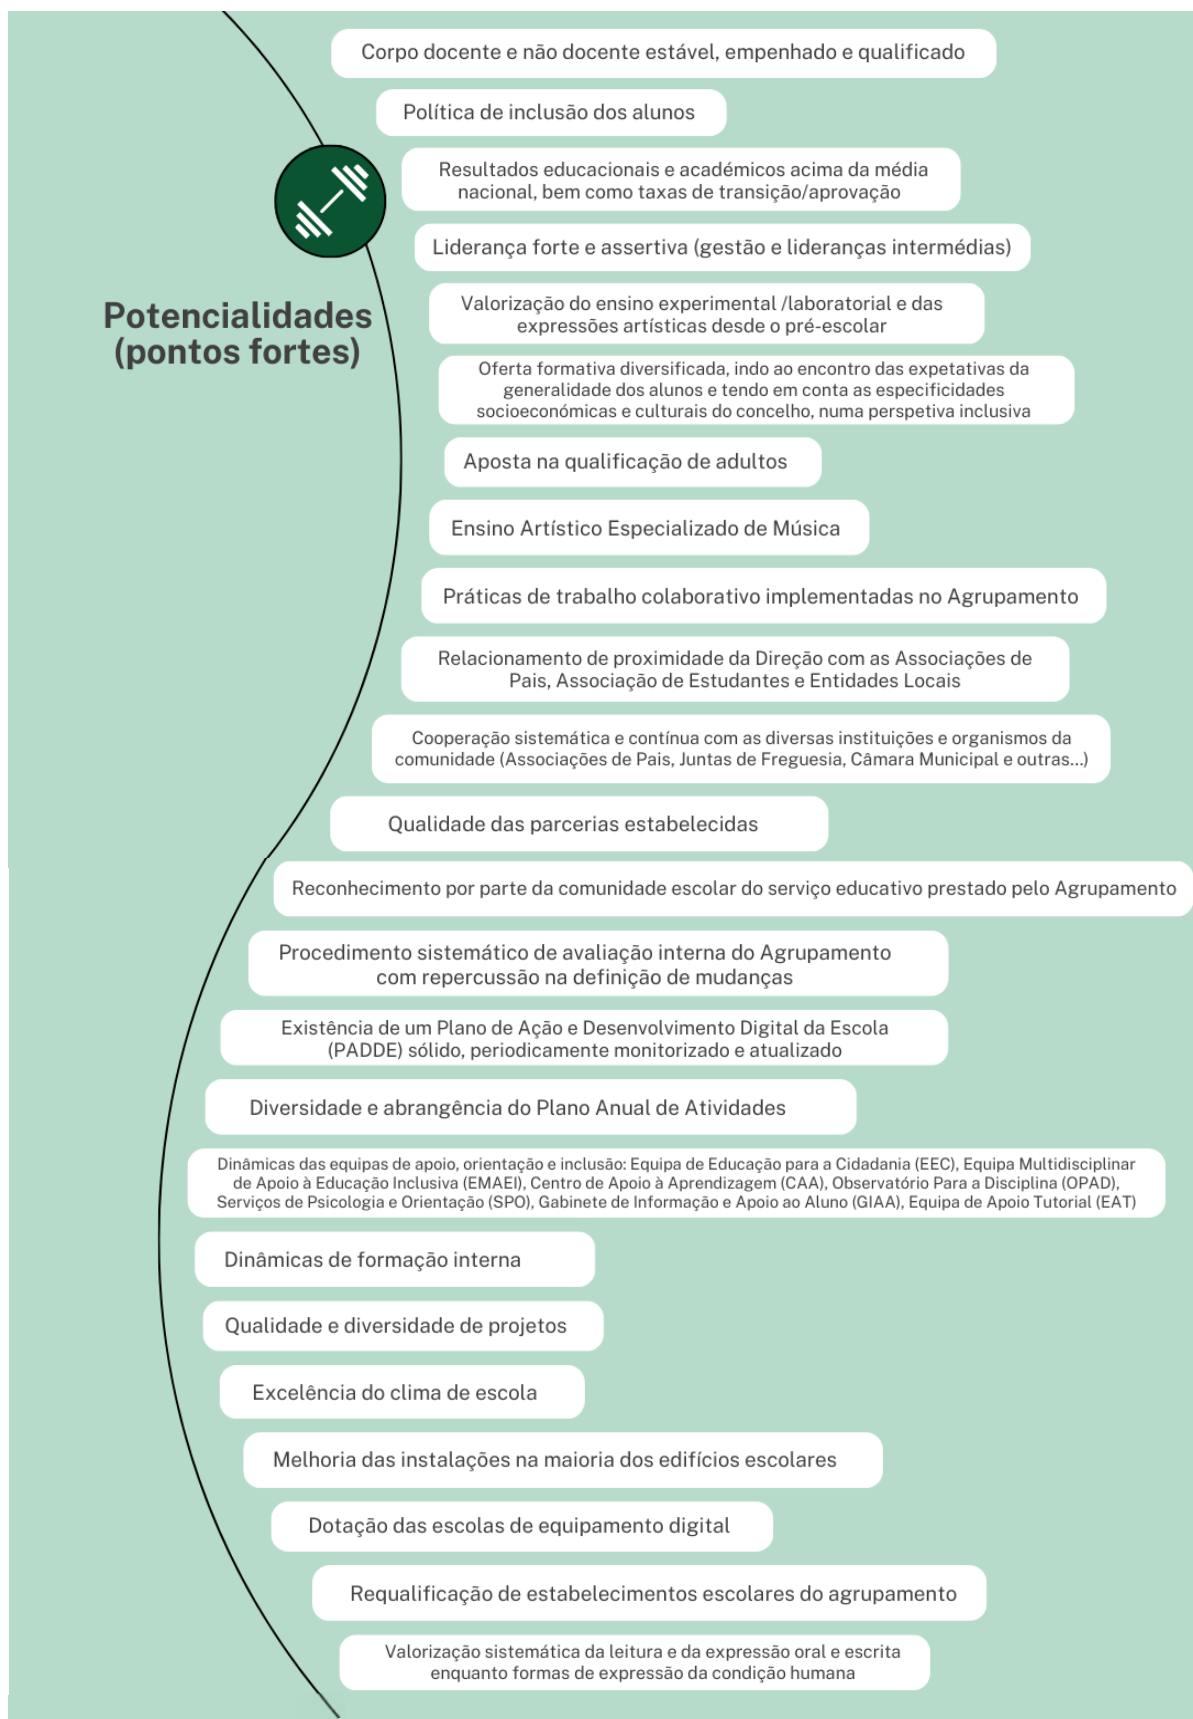 Corpo docente e não docente estável, empenhado e qualificado
Política de inclusão dos alunos
Resultados educacionais e académicos acima da média
nacional, bem como taxas de transição/aprovação
Liderança forte e assertiva (gestão e lideranças intermédias)
Potencialidades
(pontos fortes)
Valorização do ensino experimental /laboratorial e das
expressões artísticas desde o pré-escolar
Oferta formativa diversificada, indo ao encontro das expetativas da
generalidade dos alunos e tendo em conta as especificidades
socioeconómicas e culturais do concelho, numa perspetiva inclusiva
Aposta na qualificação de adultos
Ensino Artístico Especializado de Música
Práticas de trabalho colaborativo implementadas no Agrupamento
Relacionamento de proximidade da Direção com as Associações de
Pais, Associação de Estudantes e Entidades Locais
Cooperação sistemática e contínua com as diversas instituições e organismos da
comunidade (Associações de Pais, Juntas de Freguesia, Câmara Municipal e outras...)
Qualidade das parcerias estabelecidas
Reconhecimento por parte da comunidade escolar do serviço educativo prestado pelo Agrupamento
Procedimento sistemático de avaliação interna do Agrupamento
com repercussão na definição de mudanças
Existência de um Plano de Ação e Desenvolvimento Digital da Escola
(PADDE) sólido, periodicamente monitorizado e atualizado
Diversidade e abrangência do Plano Anual de Atividades
Dinâmicas das equipas de apoio, orientação e inclusão: Equipa de Educação para a Cidadania (EEC), Equipa Multidisciplinar
de Apoio à Educação Inclusiva (EMAEI), Centro de Apoio à Aprendizagem (CAA), Observatório Para a Disciplina (OPAD),
Serviços de Psicologia e Orientação (SPO), Gabinete de Informação e Apoio ao Aluno (GIAA), Equipa de Apoio Tutorial (EAT)
Dinâmicas de formação interna
Qualidade e diversidade de projetos
Excelência do clima de escola
Melhoria das instalações na maioria dos edifícios escolares
Dotação das escolas de equipamento digital
Requalificação de estabelecimentos escolares do agrupamento
Valorização sistemática da leitura e da expressão oral e escrita
enquanto formas de expressão da condição humana